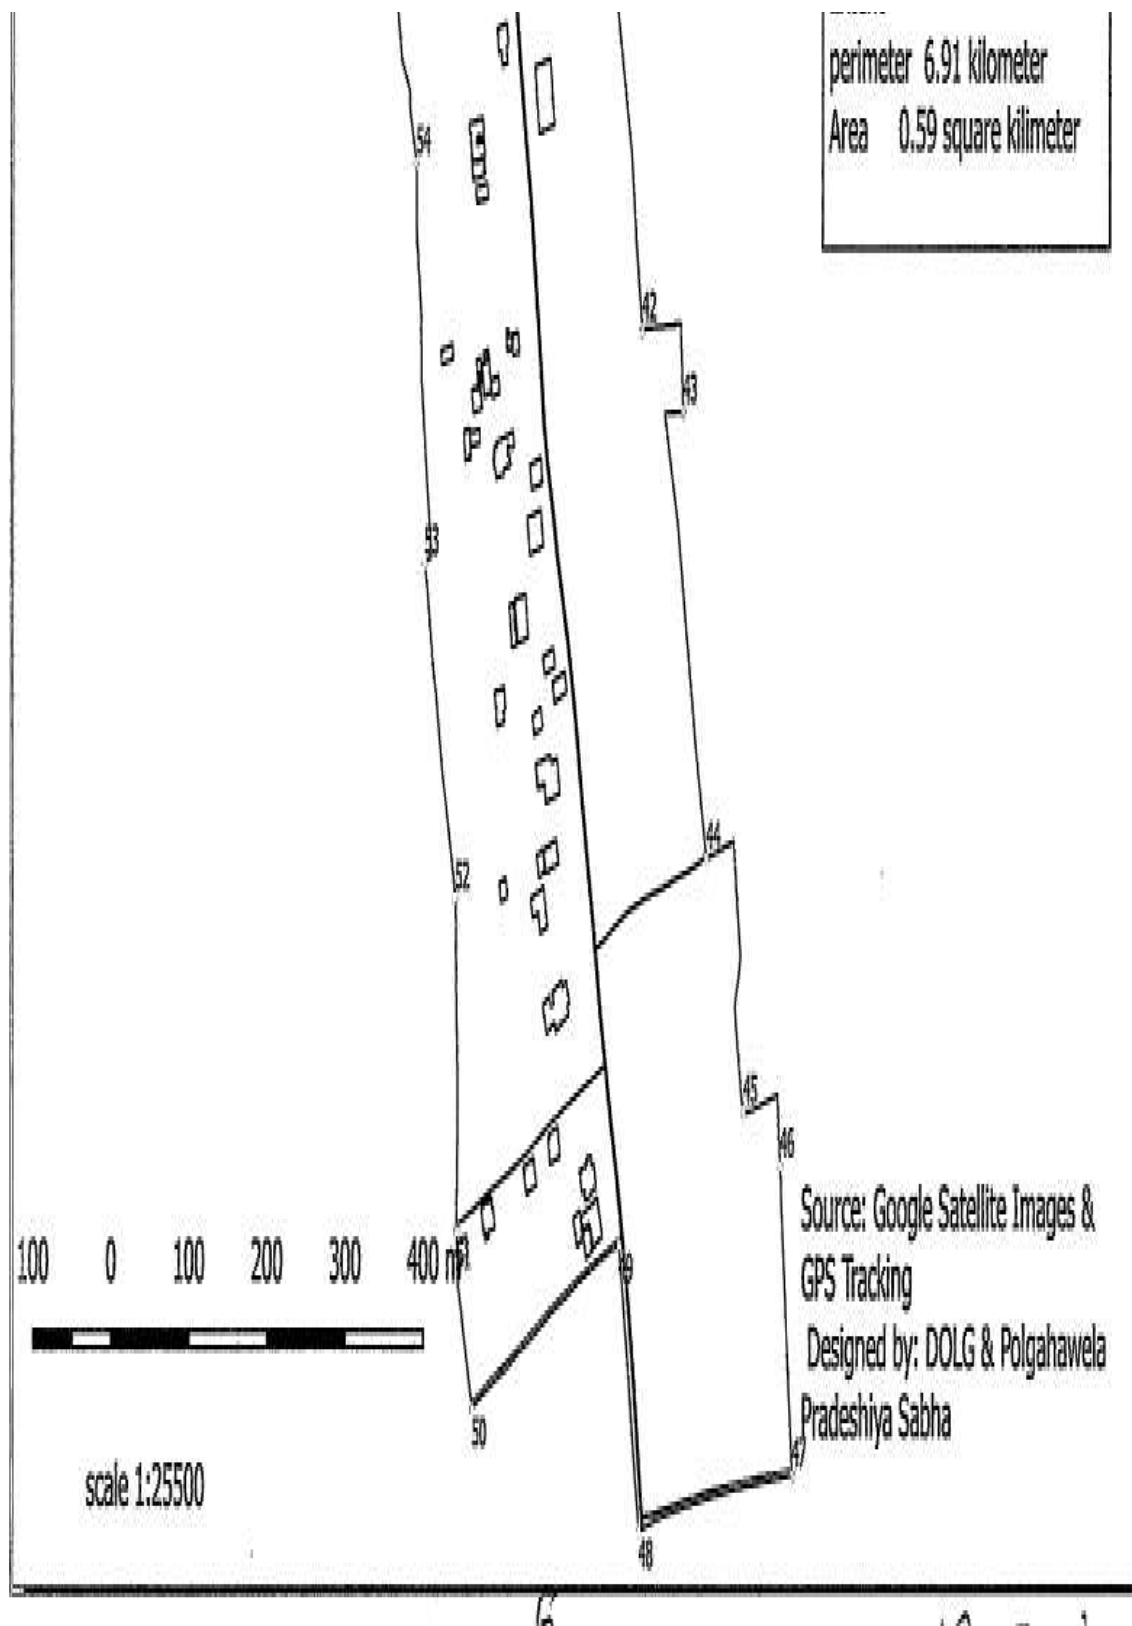 perimeter 6.91 kilometer
Area 0.59 square kilimeter
54
42
43
53
44
52
45
46
Source: Google Satellite Images &
GPS Tracking
Designed by: DOLG & Polgahawela
Pradeshiya Sabha
100 0 100 200 300 400 m
47
50
scale 1:25500
48